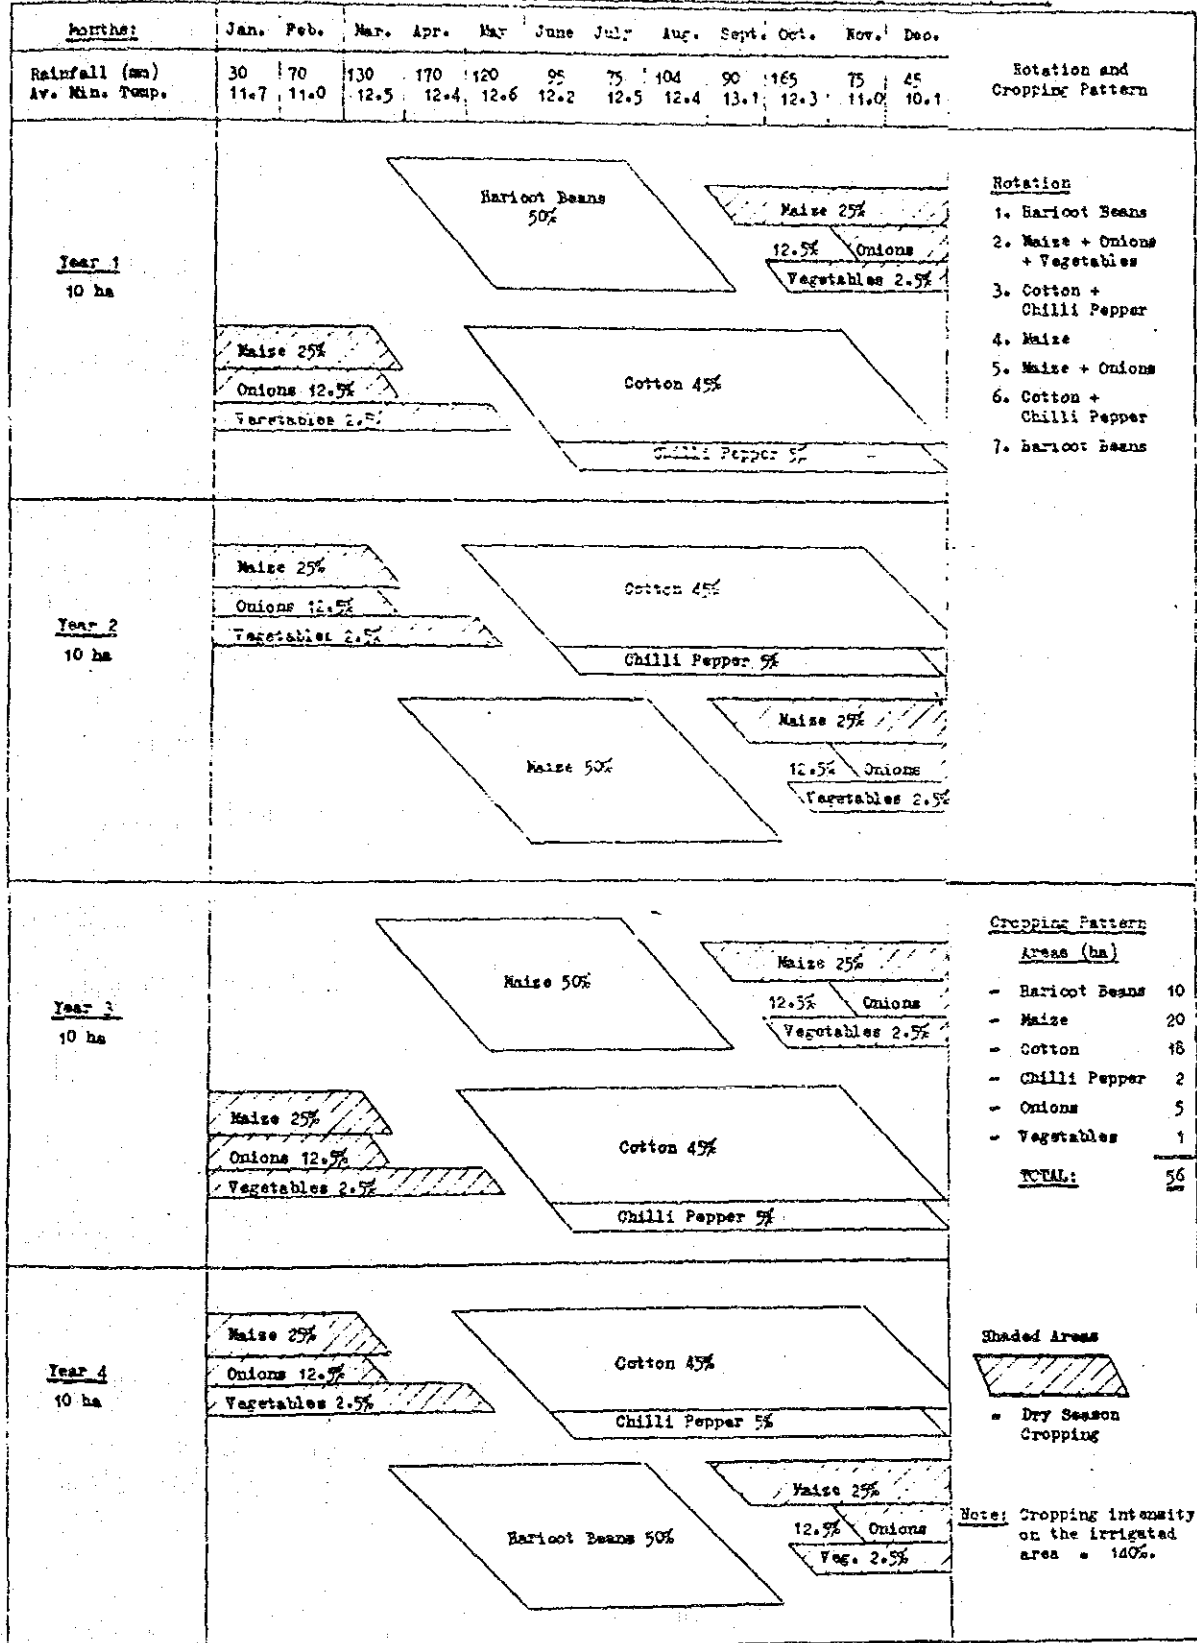 Months: Jan. Feb. Mar. Apr. May June July Aug. Sept. Oct. Nov. Dec.
Rainfall (mm) 30 70 130 170 120 95 75 104 90 165 75 45
Av. Min. Temp. 11.7 11.0 12.5 12.4 12.6 12.2 12.5 12.4 13.1 12.3 11.0 10.1
Rotation and
Cropping Pattern
Year 1
10 ha
Haricot Beans
50%
Maize 25%
12.5% Onions
Vegetables 2.5%
Maize 25%
Onions 12.5%
Vegetables 2.5%
Cotton 45%
Chilli Pepper 5%
Rotation
1. Haricot Beans
2. Maize + Onions
+ Vegetables
3. Cotton +
Chilli Pepper
4. Maize
5. Maize + Onions
6. Cotton +
Chilli Pepper
7. Haricot Beans
Year 2
10 ha
Maize 25%
Onions 12.5%
Vegetables 2.5%
Cotton 45%
Chilli Pepper 5%
Maize 50%
Maize 25%
12.5% Onions
Vegetables 2.5%
Year 3
10 ha
Maize 50%
Maize 25%
12.5% Onions
Vegetables 2.5%
Maize 25%
Onions 12.5%
Vegetables 2.5%
Cotton 45%
Chilli Pepper 5%
Cropping Pattern
Areas (ha)
- Haricot Beans 10
- Maize 20
- Cotton 18
- Chilli Pepper 2
- Onions 5
- Vegetables 1
TOTAL: 56
Year 4
10 ha
Maize 25%
Onions 12.5%
Vegetables 2.5%
Cotton 45%
Chilli Pepper 5%
Haricot Beans 50%
Maize 25%
12.5% Onions
Veg. 2.5%
Shaded Areas
= Dry Season
Cropping
Note: Cropping intensity
on the irrigated
area = 140%.